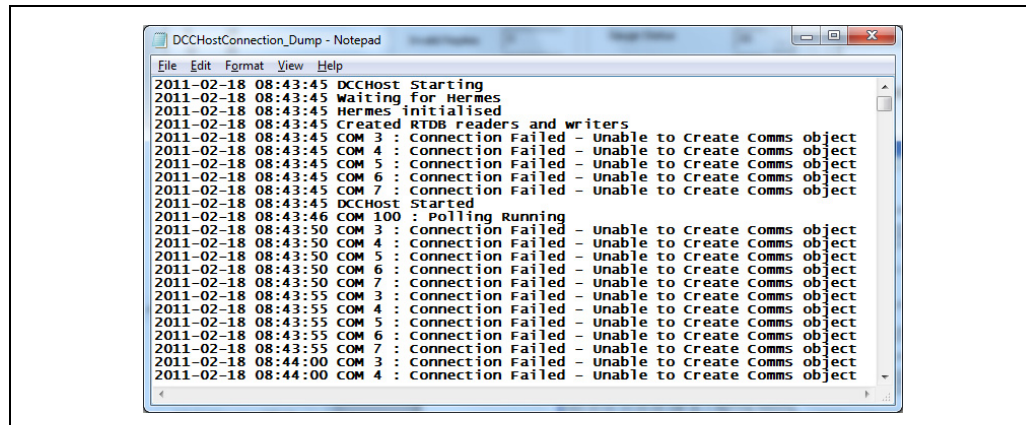 DCCHostConnection_Dump - Notepad
File Edit Format View Help
2011-02-18 08:43:45 DCCHost Starting
2011-02-18 08:43:45 Waiting for Hermes
2011-02-18 08:43:45 Hermes initialised
2011-02-18 08:43:45 Created RTDB readers and writers
2011-02-18 08:43:45 COM 3 : Connection Failed - Unable to Create Comms object
2011-02-18 08:43:45 COM 4 : Connection Failed - Unable to Create Comms object
2011-02-18 08:43:45 COM 5 : Connection Failed - Unable to Create Comms object
2011-02-18 08:43:45 COM 6 : Connection Failed - Unable to Create Comms object
2011-02-18 08:43:45 COM 7 : Connection Failed - Unable to Create Comms object
2011-02-18 08:43:45 DCCHost Started
2011-02-18 08:43:46 COM 100 : Polling Running
2011-02-18 08:43:50 COM 3 : Connection Failed - Unable to Create Comms object
2011-02-18 08:43:50 COM 4 : Connection Failed - Unable to Create Comms object
2011-02-18 08:43:50 COM 5 : Connection Failed - Unable to Create Comms object
2011-02-18 08:43:50 COM 6 : Connection Failed - Unable to Create Comms object
2011-02-18 08:43:50 COM 7 : Connection Failed - Unable to Create Comms object
2011-02-18 08:43:55 COM 3 : Connection Failed - Unable to Create Comms object
2011-02-18 08:43:55 COM 4 : Connection Failed - Unable to Create Comms object
2011-02-18 08:43:55 COM 5 : Connection Failed - Unable to Create Comms object
2011-02-18 08:43:55 COM 6 : Connection Failed - Unable to Create Comms object
2011-02-18 08:43:55 COM 7 : Connection Failed - Unable to Create Comms object
2011-02-18 08:44:00 COM 3 : Connection Failed - Unable to Create Comms object
2011-02-18 08:44:00 COM 4 : Connection Failed - Unable to Create Comms object